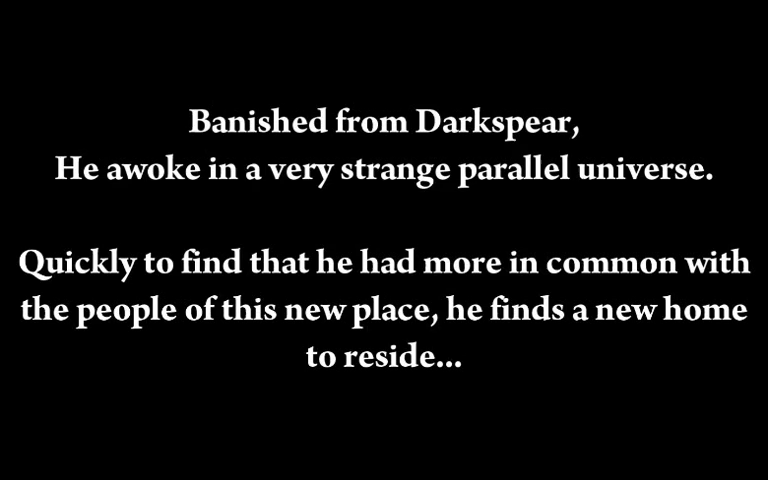 Banished from Darkspear,
He awoke in a very strange parallel universe.
Quickly to find that he had more in common with
the people of this new place, he finds a new home
to reside...